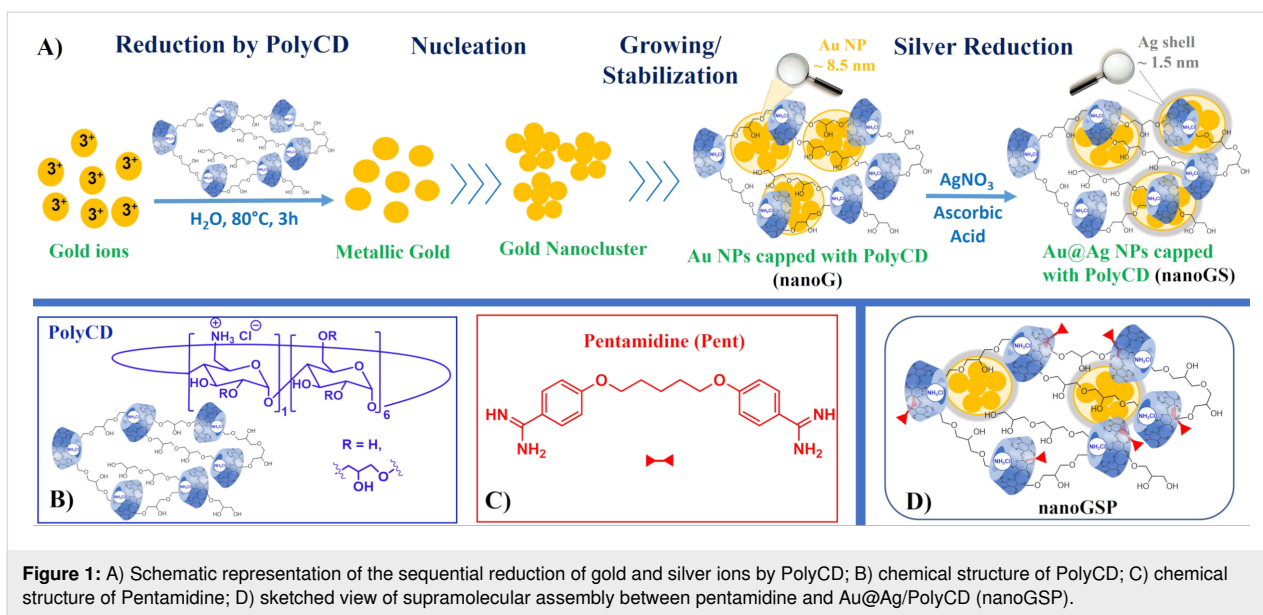 A)
Reduction by PolyCD
Nucleation
Growing/
Stabilization
Silver Reduction
Au NP
~ 8.5 nm
Ag shell
~ 1.5 nm
3+
3+
3+
3+
3+
3+
3+
3+
H₂O, 80°C, 3h
AgNO₃
Ascorbic
Acid
Gold ions
Metallic Gold
Gold Nanocluster
Au NPs capped with PolyCD
(nanoG)
Au@Ag NPs capped
with PolyCD (nanoGS)
PolyCD
⊕ ⊖
NH₃ Cl
OR
O
O
HO
RO
O
1
HO
RO
O
6
R = H,
O
OH
B)
Pentamidine (Pent)
O
O
NH
NH₂
NH
NH₂
C)
D)
nanoGSP
Figure 1: A) Schematic representation of the sequential reduction of gold and silver ions by PolyCD; B) chemical structure of PolyCD; C) chemical
structure of Pentamidine; D) sketched view of supramolecular assembly between pentamidine and Au@Ag/PolyCD (nanoGSP).